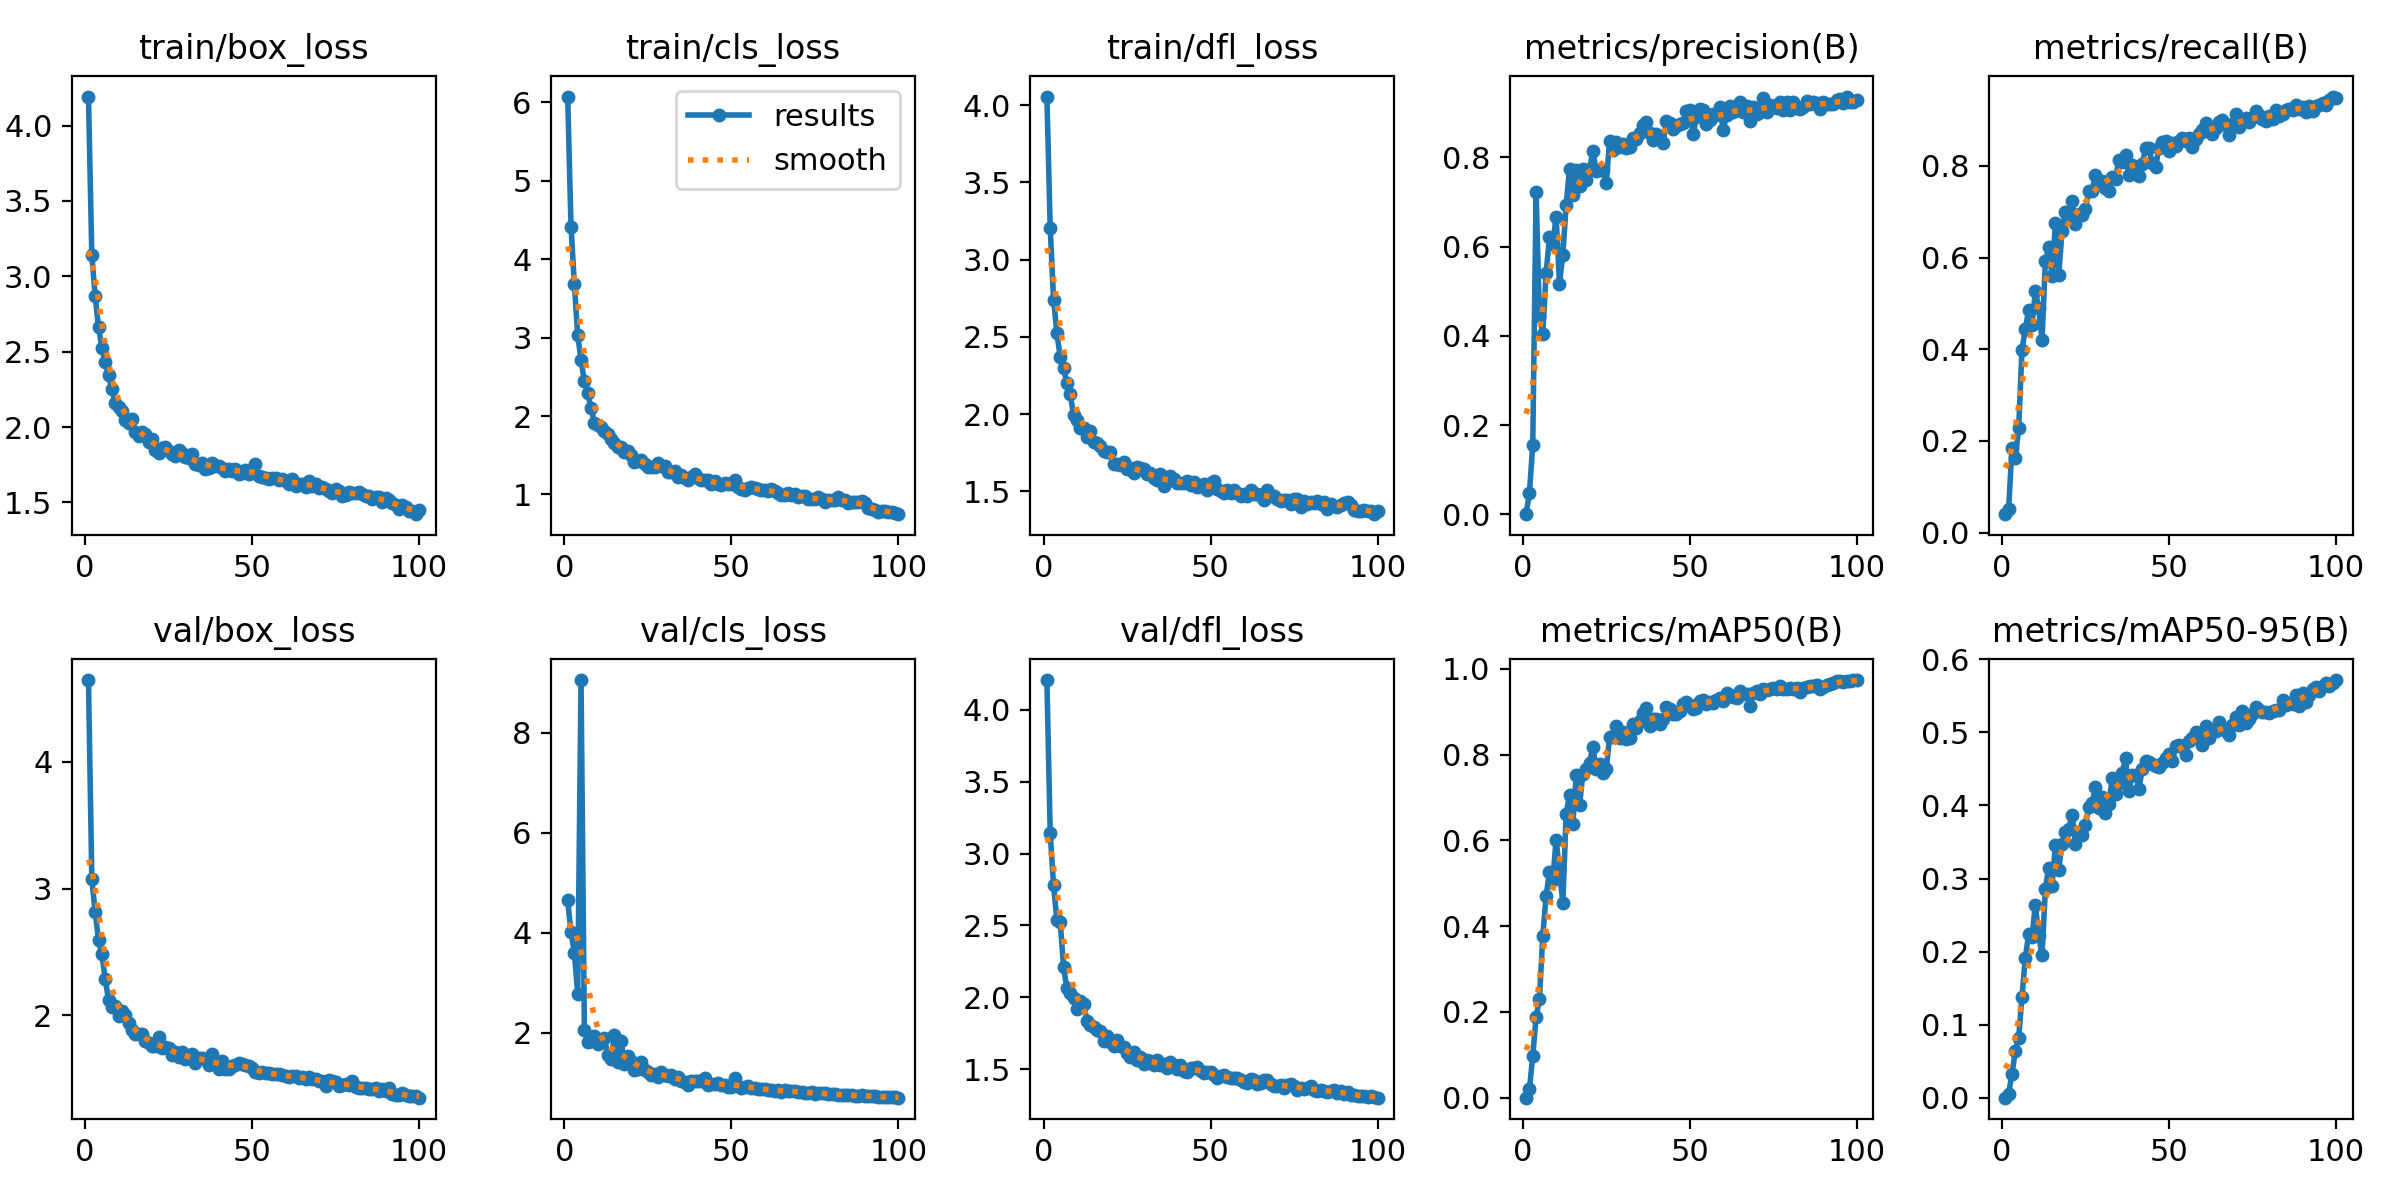 train/box_loss
4.0
3.5
3.0
2.5
2.0
1.5
0 50 100
train/cls_loss
results
smooth
6
5
4
3
2
1
0 50 100
train/dfl_loss
4.0
3.5
3.0
2.5
2.0
1.5
0 50 100
metrics/precision(B)
0.8
0.6
0.4
0.2
0.0
0 50 100
metrics/recall(B)
0.8
0.6
0.4
0.2
0.0
0 50 100
val/box_loss
4
3
2
0 50 100
val/cls_loss
8
6
4
2
0 50 100
val/dfl_loss
4.0
3.5
3.0
2.5
2.0
1.5
0 50 100
metrics/mAP50(B)
1.0
0.8
0.6
0.4
0.2
0.0
0 50 100
metrics/mAP50-95(B)
0.6
0.5
0.4
0.3
0.2
0.1
0.0
0 50 100